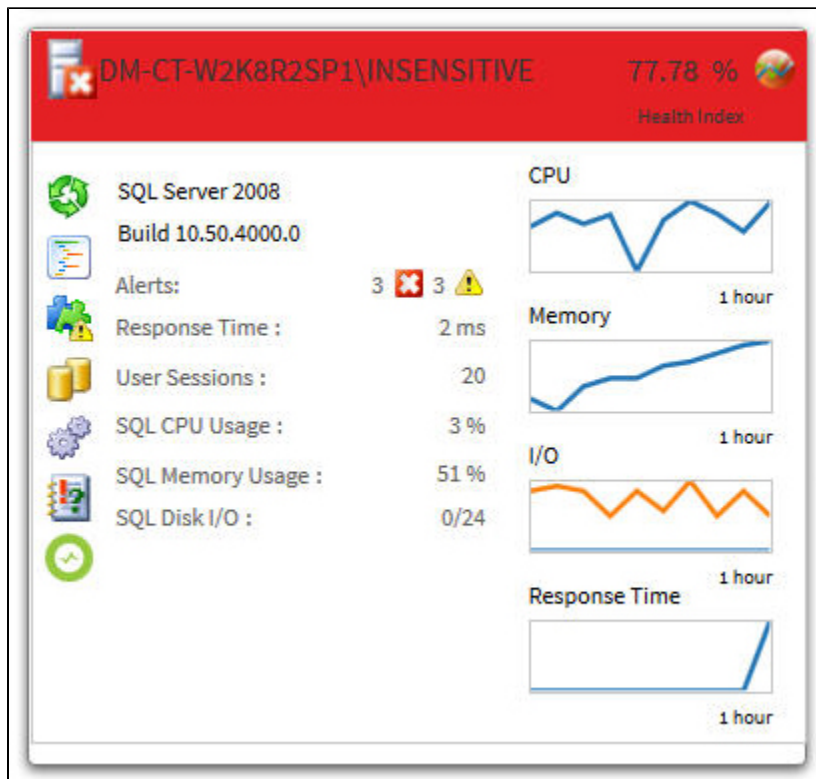 DM-CT-W2K8R2SP1\INSENSITIVE 77.78 %
Health Index
SQL Server 2008
Build 10.50.4000.0
Alerts: 3 3
Response Time : 2 ms
User Sessions : 20
SQL CPU Usage : 3 %
SQL Memory Usage : 51 %
SQL Disk I/O : 0/24
CPU
1 hour
Memory
1 hour
I/O
1 hour
Response Time
1 hour